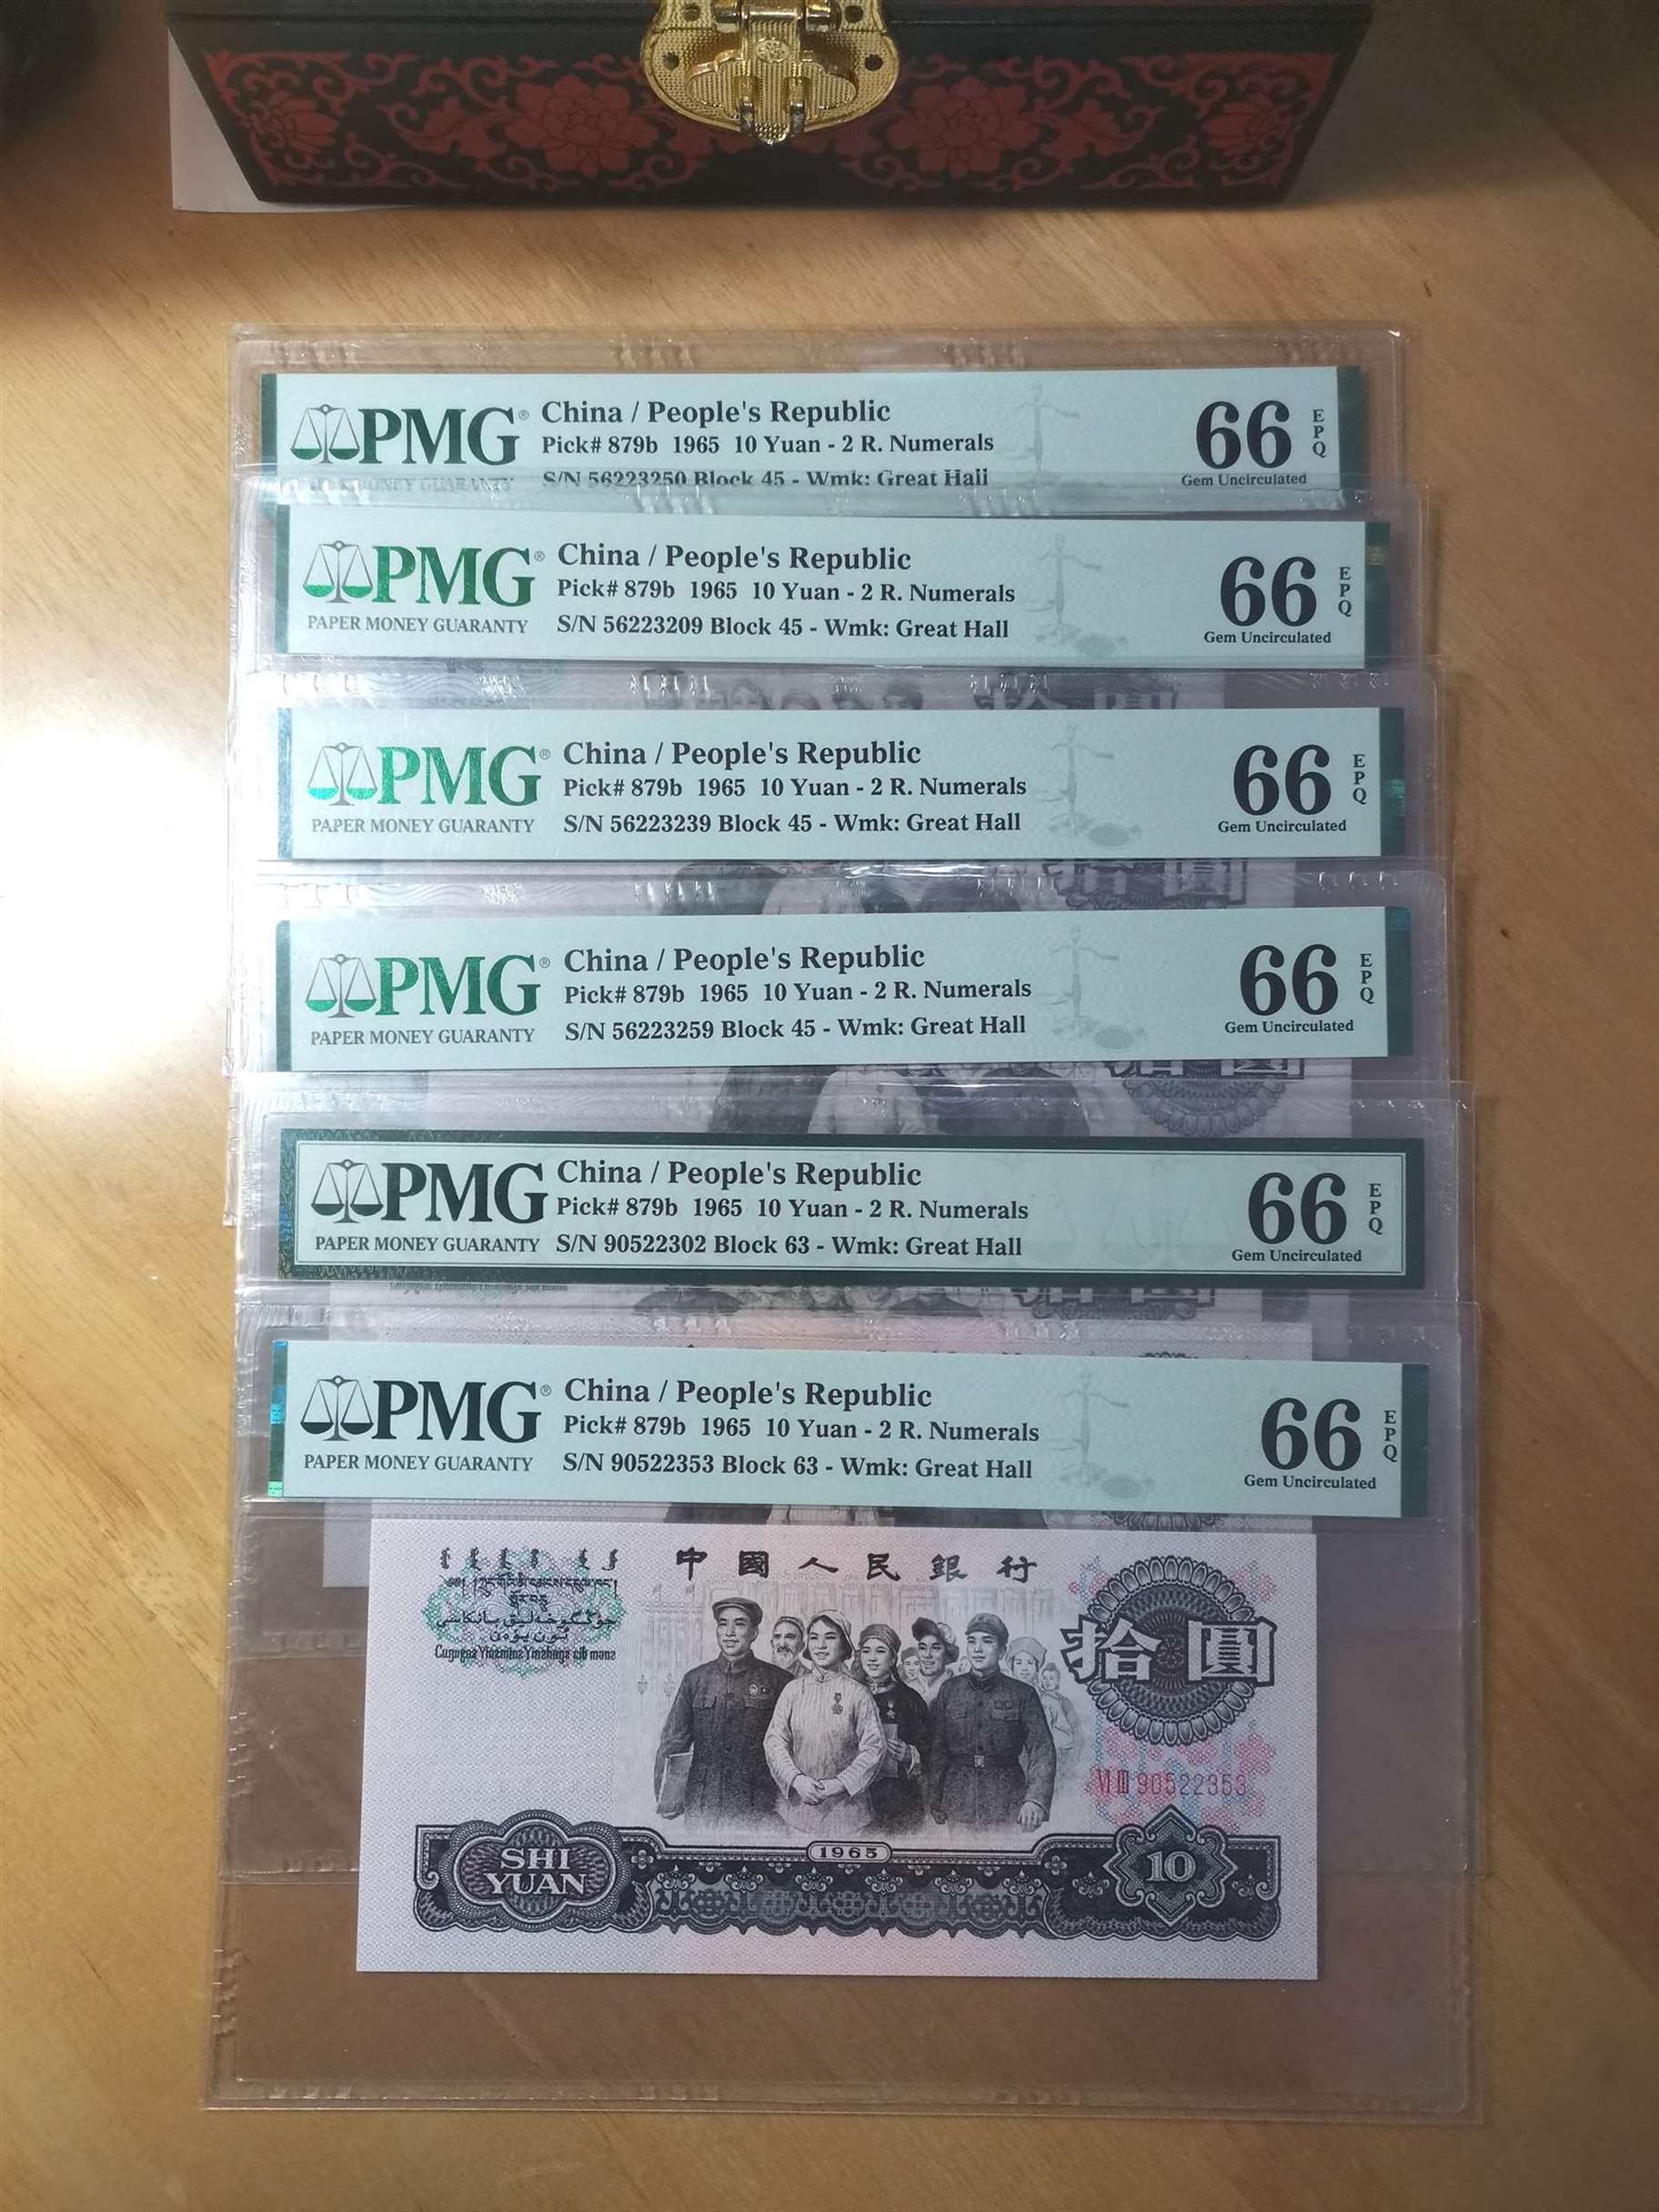 PMG®
China / People's Republic
Pick# 879b 1965 10 Yuan - 2 R. Numerals
S/N 56223250 Block 45 - Wmk: Great Hall
66
EPQ
Gem Uncirculated
PMG®
PAPER MONEY GUARANTY
China / People's Republic
Pick# 879b 1965 10 Yuan - 2 R. Numerals
S/N 56223209 Block 45 - Wmk: Great Hall
66
EPQ
Gem Uncirculated
PMG®
PAPER MONEY GUARANTY
China / People's Republic
Pick# 879b 1965 10 Yuan - 2 R. Numerals
S/N 56223239 Block 45 - Wmk: Great Hall
66
EPQ
Gem Uncirculated
PMG®
PAPER MONEY GUARANTY
China / People's Republic
Pick# 879b 1965 10 Yuan - 2 R. Numerals
S/N 56223259 Block 45 - Wmk: Great Hall
66
EPQ
Gem Uncirculated
PMG
PAPER MONEY GUARANTY
China / People's Republic
Pick# 879b 1965 10 Yuan - 2 R. Numerals
S/N 90522302 Block 63 - Wmk: Great Hall
66
EPQ
Gem Uncirculated
PMG®
PAPER MONEY GUARANTY
China / People's Republic
Pick# 879b 1965 10 Yuan - 2 R. Numerals
S/N 90522353 Block 63 - Wmk: Great Hall
66
EPQ
Gem Uncirculated
中國人民銀行
拾圓
VI III 90522353
1965
SHI
YUAN
10